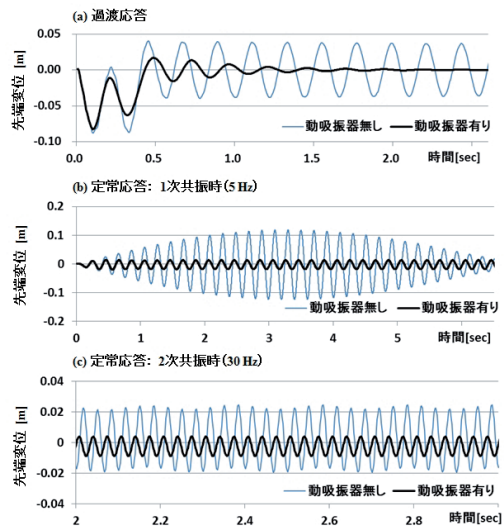 (a) 過渡応答
0.05
0.00
-0.05
-0.10
先端変位 [m]
動吸振器無し
動吸振器有り
0.0
0.5
1.0
1.5
2.0
時間[sec]
(b) 定常応答: 1次共振時(5 Hz)
0.2
0.1
0
-0.1
-0.2
先端変位 [m]
動吸振器無し
動吸振器有り
0
1
2
3
4
5
時間[sec]
(c) 定常応答: 2次共振時(30 Hz)
0.04
0.02
0
-0.02
-0.04
先端変位 [m]
動吸振器無し
動吸振器有り
2
2.2
2.4
2.6
2.8
時間[sec]